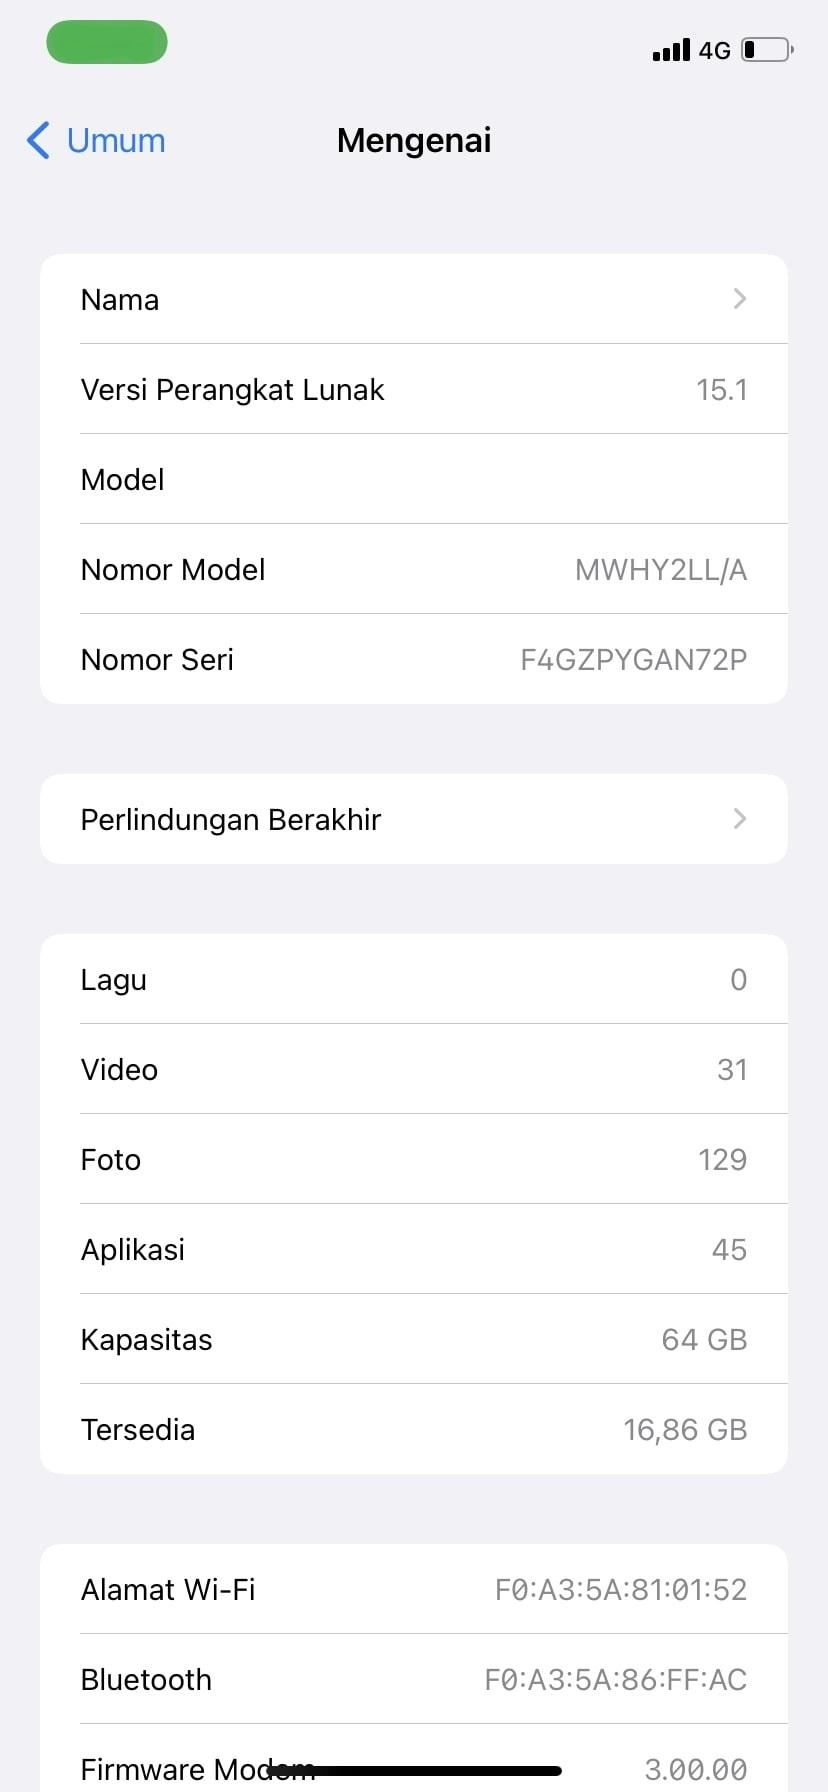 4G
Umum
Mengenai
Nama
Versi Perangkat Lunak 15.1
Model
Nomor Model MWHY2LL/A
Nomor Seri F4GZPYGAN72P
Perlindungan Berakhir
Lagu 0
Video 31
Foto 129
Aplikasi 45
Kapasitas 64 GB
Tersedia 16,86 GB
Alamat Wi-Fi F0:A3:5A:81:01:52
Bluetooth F0:A3:5A:86:FF:AC
Firmware Modem 3.00.00